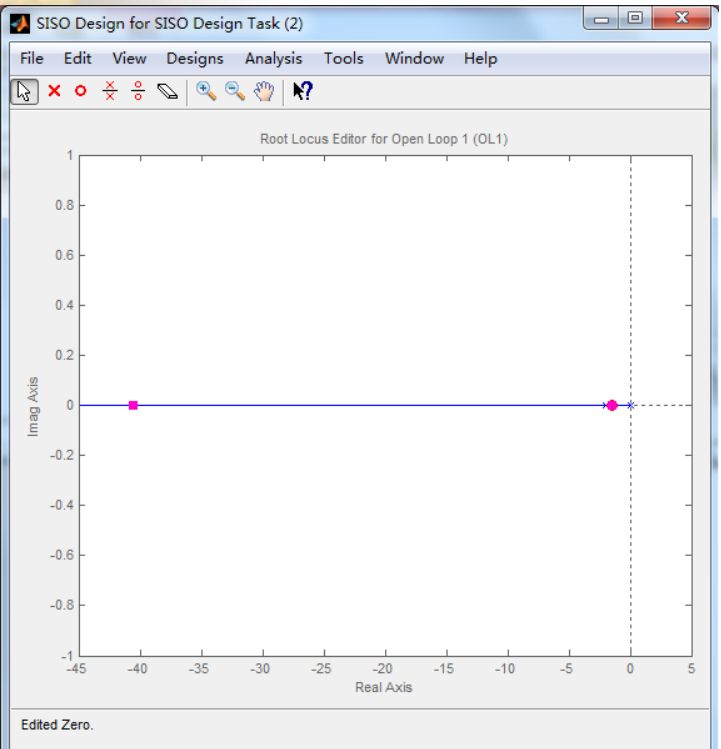 SISO Design for SISO Design Task (2)
File Edit View Designs Analysis Tools Window Help
Root Locus Editor for Open Loop 1 (OL1)
1
0.8
0.6
0.4
0.2
0
-0.2
-0.4
-0.6
-0.8
-1
Imag Axis
-45 -40 -35 -30 -25 -20 -15 -10 -5 0 5
Real Axis
Edited Zero.